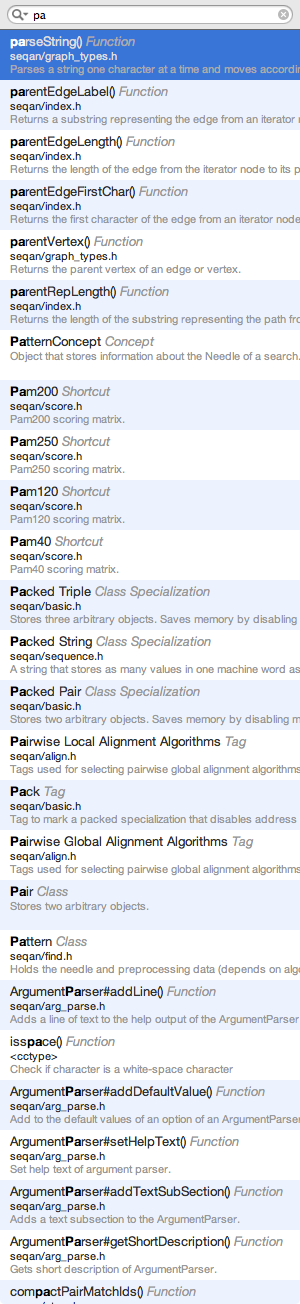 pa
parseString() Function
seqan/graph_types.h
Parses a string one character at a time and moves accordin
parentEdgeLabel() Function
seqan/index.h
Returns a substring representing the edge from an iterator
parentEdgeLength() Function
seqan/index.h
Returns the length of the edge from the iterator node to its p
parentEdgeFirstChar() Function
seqan/index.h
Returns the first character of the edge from an iterator node
parentVertex() Function
seqan/graph_types.h
Returns the parent vertex of an edge or vertex.
parentRepLength() Function
seqan/index.h
Returns the length of the substring representing the path fro
PatternConcept Concept
Object that stores information about the Needle of a search.
Pam200 Shortcut
seqan/score.h
Pam200 scoring matrix.
Pam250 Shortcut
seqan/score.h
Pam250 scoring matrix.
Pam120 Shortcut
seqan/score.h
Pam120 scoring matrix.
Pam40 Shortcut
seqan/score.h
Pam40 scoring matrix.
Packed Triple Class Specialization
seqan/basic.h
Stores three arbitrary objects. Saves memory by disabling
Packed String Class Specialization
seqan/sequence.h
A string that stores as many values in one machine word as
Packed Pair Class Specialization
seqan/basic.h
Stores two arbitrary objects. Saves memory by disabling m
Pairwise Local Alignment Algorithms Tag
seqan/align.h
Tags used for selecting pairwise global alignment algorithms
Pack Tag
seqan/basic.h
Tag to mark a packed specialization that disables address
Pairwise Global Alignment Algorithms Tag
seqan/align.h
Tags used for selecting pairwise global alignment algorithms
Pair Class
Stores two arbitrary objects.
Pattern Class
seqan/find.h
Holds the needle and preprocessing data (depends on algo
ArgumentParser#addLine() Function
seqan/arg_parse.h
Adds a line of text to the help output of the ArgumentParser
isspace() Function
<cctype>
Check if character is a white-space character
ArgumentParser#addDefaultValue() Function
seqan/arg_parse.h
Add to the default values of an option of an ArgumentParser
ArgumentParser#setHelpText() Function
seqan/arg_parse.h
Set help text of argument parser.
ArgumentParser#addTextSubSection() Function
seqan/arg_parse.h
Adds a text subsection to the ArgumentParser.
ArgumentParser#getShortDescription() Function
seqan/arg_parse.h
Gets short description of ArgumentParser.
compactPairMatchIds() Function